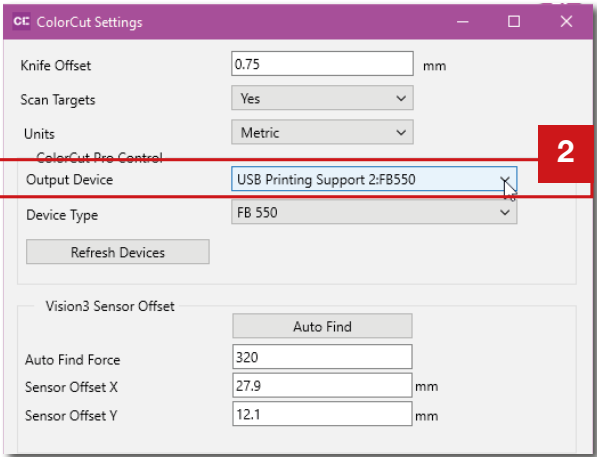 CC ColorCut Settings
Knife Offset 0.75 mm
Scan Targets Yes
Units Metric
ColorCut Pro Control
2
Output Device USB Printing Support 2:FB550
Device Type FB 550
Refresh Devices
Vision3 Sensor Offset
Auto Find
Auto Find Force 320
Sensor Offset X 27.9 mm
Sensor Offset Y 12.1 mm